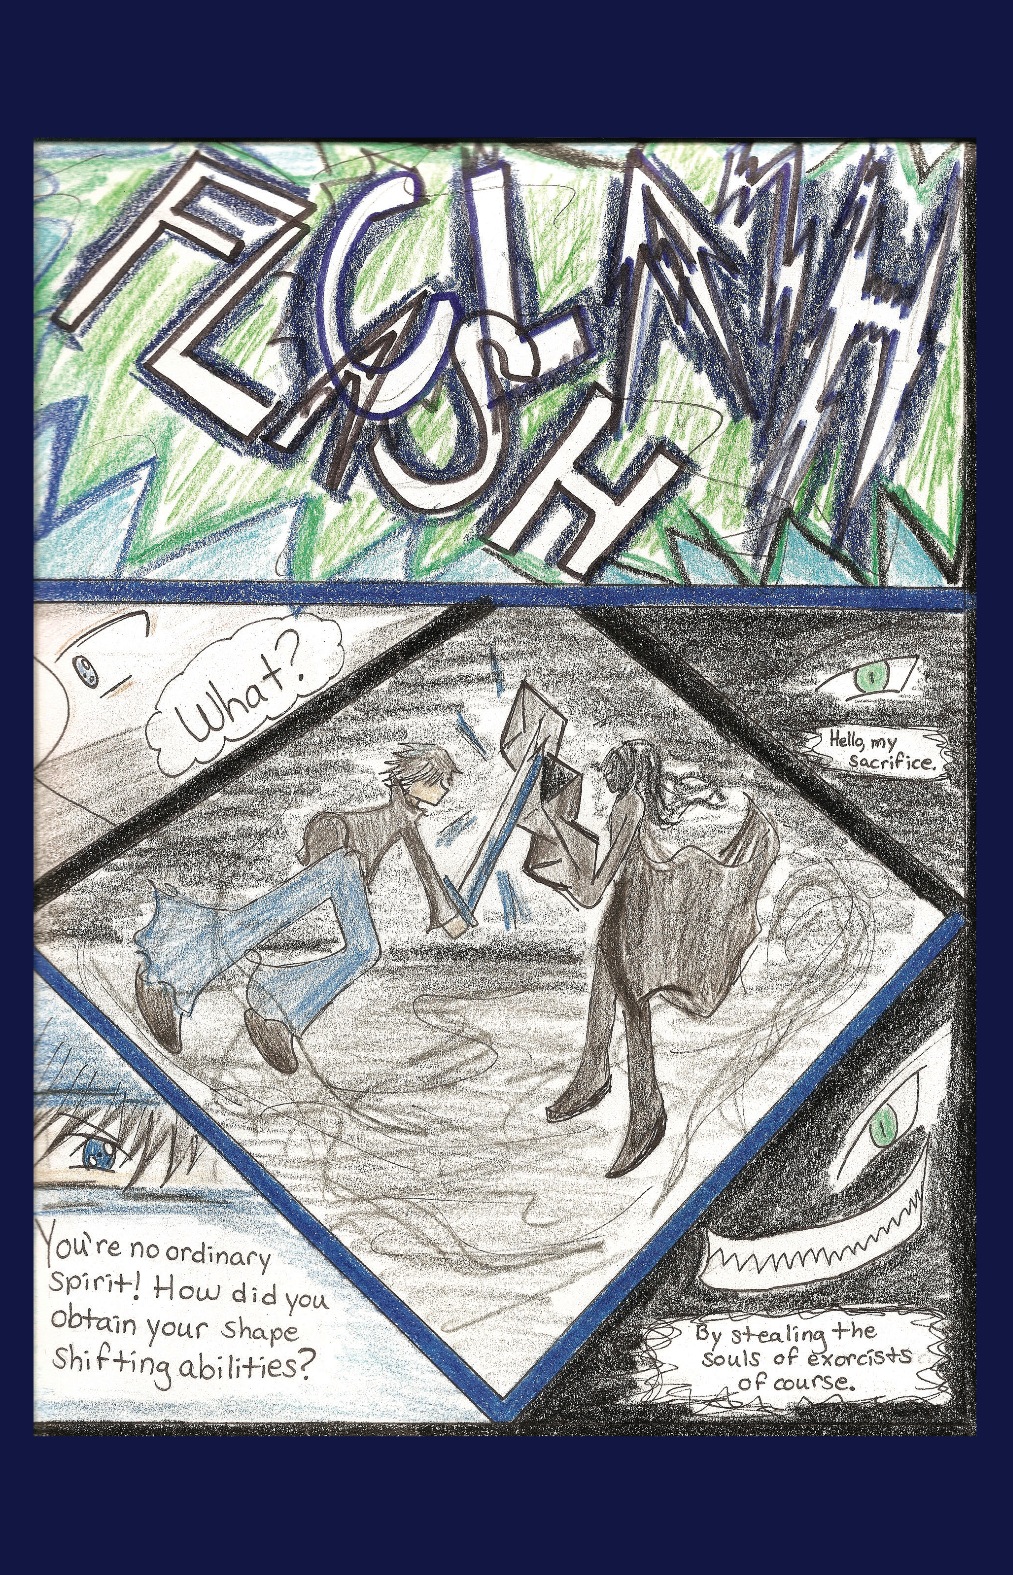 FLASH
CLASH
What?
Hello, my
sacrifice.
You're no ordinary
spirit! How did you
obtain your shape
shifting abilities?
By stealing the
souls of exorcists
of course.